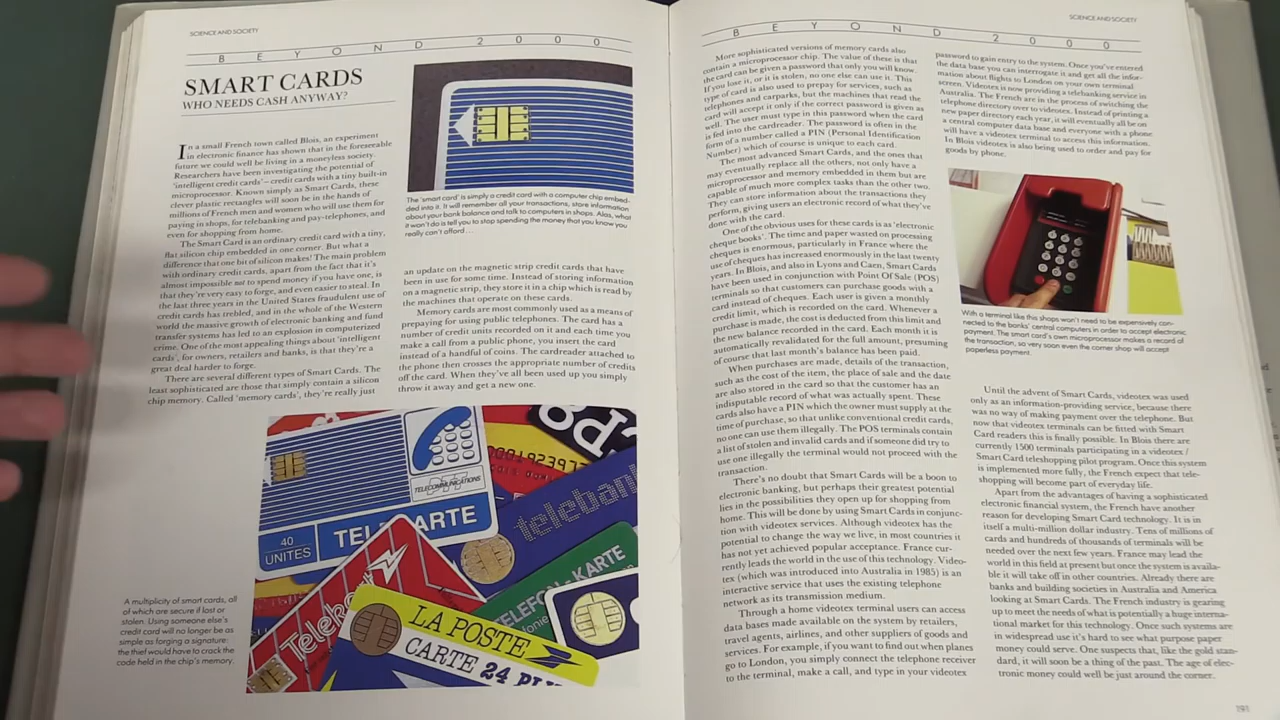 SCIENCE AND SOCIETY
BEYOND 2000
SMART CARDS
WHO NEEDS CASH ANYWAY?
In a small French town called Blois, an experiment
in electronic finance has shown that in the foreseeable
future we could well be living in a moneyless society.
Researchers have been investigating the potential of
'intelligent credit cards' – credit cards with a tiny built-in
microprocessor. Known simply as Smart Cards, these
clever plastic rectangles will soon be in the hands of
millions of French men and women who will use them for
paying in shops, for telebanking and pay-telephones, and
even for shopping from home.
The Smart Card is an ordinary credit card with a tiny,
flat silicon chip embedded in one corner. But what a
difference that one bit of silicon makes! The main problem
with ordinary credit cards, apart from the fact that it's
almost impossible not to spend money if you have one, is
that they're very easy to forge, and even easier to steal. In
the last three years in the United States fraudulent use of
credit cards has trebled, and in the whole of the Western
world the massive growth of electronic banking and fund
transfer systems has led to an explosion in computerized
crime. One of the most appealing things about 'intelligent
cards', for owners, retailers and banks, is that they're a
great deal harder to forge.
There are several different types of Smart Cards. The
least sophisticated are those that simply contain a silicon
chip memory. Called 'memory cards', they're really just
The 'smart card' is simply a credit card with a computer chip embed-
ded into it. It will remember all your transactions, store information
about your bank balance and talk to computers in shops. Alas, what
it won't do is tell you to stop spending the money that you know you
really can't afford . . .
an update on the magnetic strip credit cards that have
been in use for some time. Instead of storing information
on a magnetic strip, they store it in a chip which is read by
the machines that operate on these cards.
Memory cards are most commonly used as a means of
prepaying for using public telephones. The card has a
number of credit units recorded on it and each time you
make a call from a public phone, you insert the card
instead of a handful of coins. The cardreader attached to
the phone then crosses the appropriate number of credits
off the card. When they've all been used up you simply
throw it away and get a new one.
TELECOMMUNICATIONS
40
UNITES
telebank
LA POSTE
CARTE 24
A multiplicity of smart cards, all
of which are secure if lost or
stolen. Using someone else's
credit card will no longer be as
simple as forging a signature:
the thief would have to crack the
code held in the chip's memory.
SCIENCE AND SOCIETY
BEYOND 2000
More sophisticated versions of memory cards also
contain a microprocessor chip. The value of these is that
the card can be given a password that only you will know.
If you lose it, or it is stolen, no one else can use it. This
type of card is also used to prepay for services, such as
telephones and carparks, but the machines that read the
card will accept it only if the correct password is given as
well. The user must type in this password when the card
is fed into the cardreader. The password is often in the
form of a number called a PIN (Personal Identification
Number) which of course is unique to each card.
The most advanced Smart Cards, and the ones that
may eventually replace all the others, not only have a
microprocessor and memory embedded in them but are
capable of much more complex tasks than the other two.
They can store information about the transactions they
perform, giving users an electronic record of what they've
done with the card.
One of the obvious uses for these cards is as 'electronic
cheque books'. The time and paper wasted on processing
cheques is enormous, particularly in France where the
use of cheques has increased enormously in the last twenty
years. In Blois, and also in Lyons and Caen, Smart Cards
have been used in conjunction with Point Of Sale (POS)
terminals so that customers can purchase goods with a
card instead of cheques. Each user is given a monthly
credit limit, which is recorded on the card. Whenever a
purchase is made, the cost is deducted from this limit and
the new balance recorded in the card. Each month it is
automatically revalidated for the full amount, presuming
of course that last month's balance has been paid.
When purchases are made, details of the transaction,
such as the cost of the item, the place of sale and the date
are also stored in the card so that the customer has an
indisputable record of what was actually spent. These
cards also have a PIN which the owner must supply at the
time of purchase, so that unlike conventional credit cards,
no one can use them illegally. The POS terminals contain
a list of stolen and invalid cards and if someone did try to
use one illegally the terminal would not proceed with the
transaction.
There's no doubt that Smart Cards will be a boon to
electronic banking, but perhaps their greatest potential
lies in the possibilities they open up for shopping from
home. This will be done by using Smart Cards in conjunc-
tion with videotex services. Although videotex has the
potential to change the way we live, in most countries it
has not yet achieved popular acceptance. France cur-
rently leads the world in the use of this technology. Video-
tex (which was introduced into Australia in 1985) is an
interactive service that uses the existing telephone
network as its transmission medium.
Through a home videotex terminal users can access
data bases made available on the system by retailers,
travel agents, airlines, and other suppliers of goods and
services. For example, if you want to find out when planes
go to London, you simply connect the telephone receiver
to the terminal, make a call, and type in your videotex
password to gain entry to the system. Once you've entered
the data base you can interrogate it and get all the infor-
mation about flights to London on your own terminal
screen. Videotex is now providing a telebanking service in
Australia. The French are in the process of switching the
telephone directory over to videotex. Instead of printing a
new paper directory each year, it will eventually all be on
a central computer data base and everyone with a phone
will have a videotex terminal to access this information.
In Blois videotex is also being used to order and pay for
goods by phone.
With a terminal like this shops won't need to be expensively con-
nected to the banks' central computers in order to accept electronic
payment. The smart card's own microprocessor makes a record of
the transaction, so very soon even the corner shop will accept
paperless payment.
Until the advent of Smart Cards, videotex was used
only as an information-providing service, because there
was no way of making payment over the telephone. But
now that videotex terminals can be fitted with Smart
Card readers this is finally possible. In Blois there are
currently 1500 terminals participating in a videotex /
Smart Card teleshopping pilot program. Once this system
is implemented more fully, the French expect that tele-
shopping will become part of everyday life.
Apart from the advantages of having a sophisticated
electronic financial system, the French have another
reason for developing Smart Card technology. It is in
itself a multi-million dollar industry. Tens of millions of
cards and hundreds of thousands of terminals will be
needed over the next few years. France may lead the
world in this field at present but once the system is availa-
ble it will take off in other countries. Already there are
banks and building societies in Australia and America
looking at Smart Cards. The French industry is gearing
up to meet the needs of what is potentially a huge interna-
tional market for this technology. Once such systems are
in widespread use it's hard to see what purpose paper
money could serve. One suspects that, like the gold stan-
dard, it will soon be a thing of the past. The age of elec-
tronic money could well be just around the corner.
193